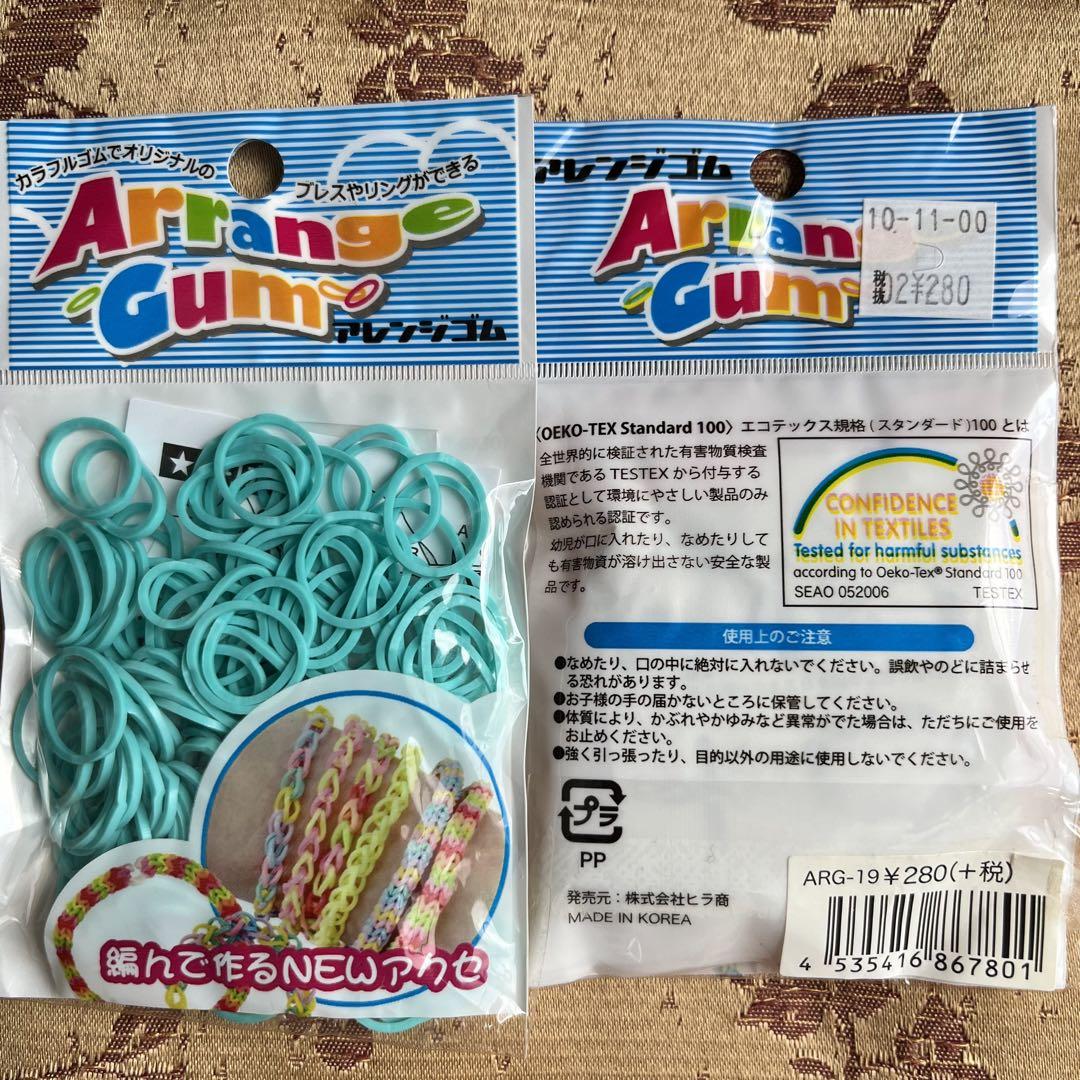 カラフルゴムでオリジナルの
ブレスやリングができる
Arrange
Gum
アレンジゴム
編んで作るNEWアクセ
アレンジゴム
Arrang
Gum
10-11-00
税抜
02¥280
〈OEKO-TEX Standard 100〉エコテックス規格(スタンダード)100 とは
全世界的に検証された有害物質検査
機関である TESTEX から付与する
認証として環境にやさしい製品のみ
認められる認証です。
幼児が口に入れたり、なめたりして
も有害物資が溶け出さない安全な製
品です。
CONFIDENCE
IN TEXTILES
Tested for harmful substances
according to Oeko-Tex® Standard 100
SEAO 052006 TESTEX
使用上のご注意
●なめたり、口の中に絶対に入れないでください。誤飲やのどに詰まらせ
る恐れがあります。
●お子様の手の届かないところに保管してください。
●体質により、かぶれやかゆみなど異常がでた場合は、ただちにご使用を
お止めください。
●強く引っ張ったり、目的以外の用途に使用しないでください。
プラ
PP
発売元：株式会社ヒラ商
MADE IN KOREA
ARG-19¥280(+税)
4 535416 867801